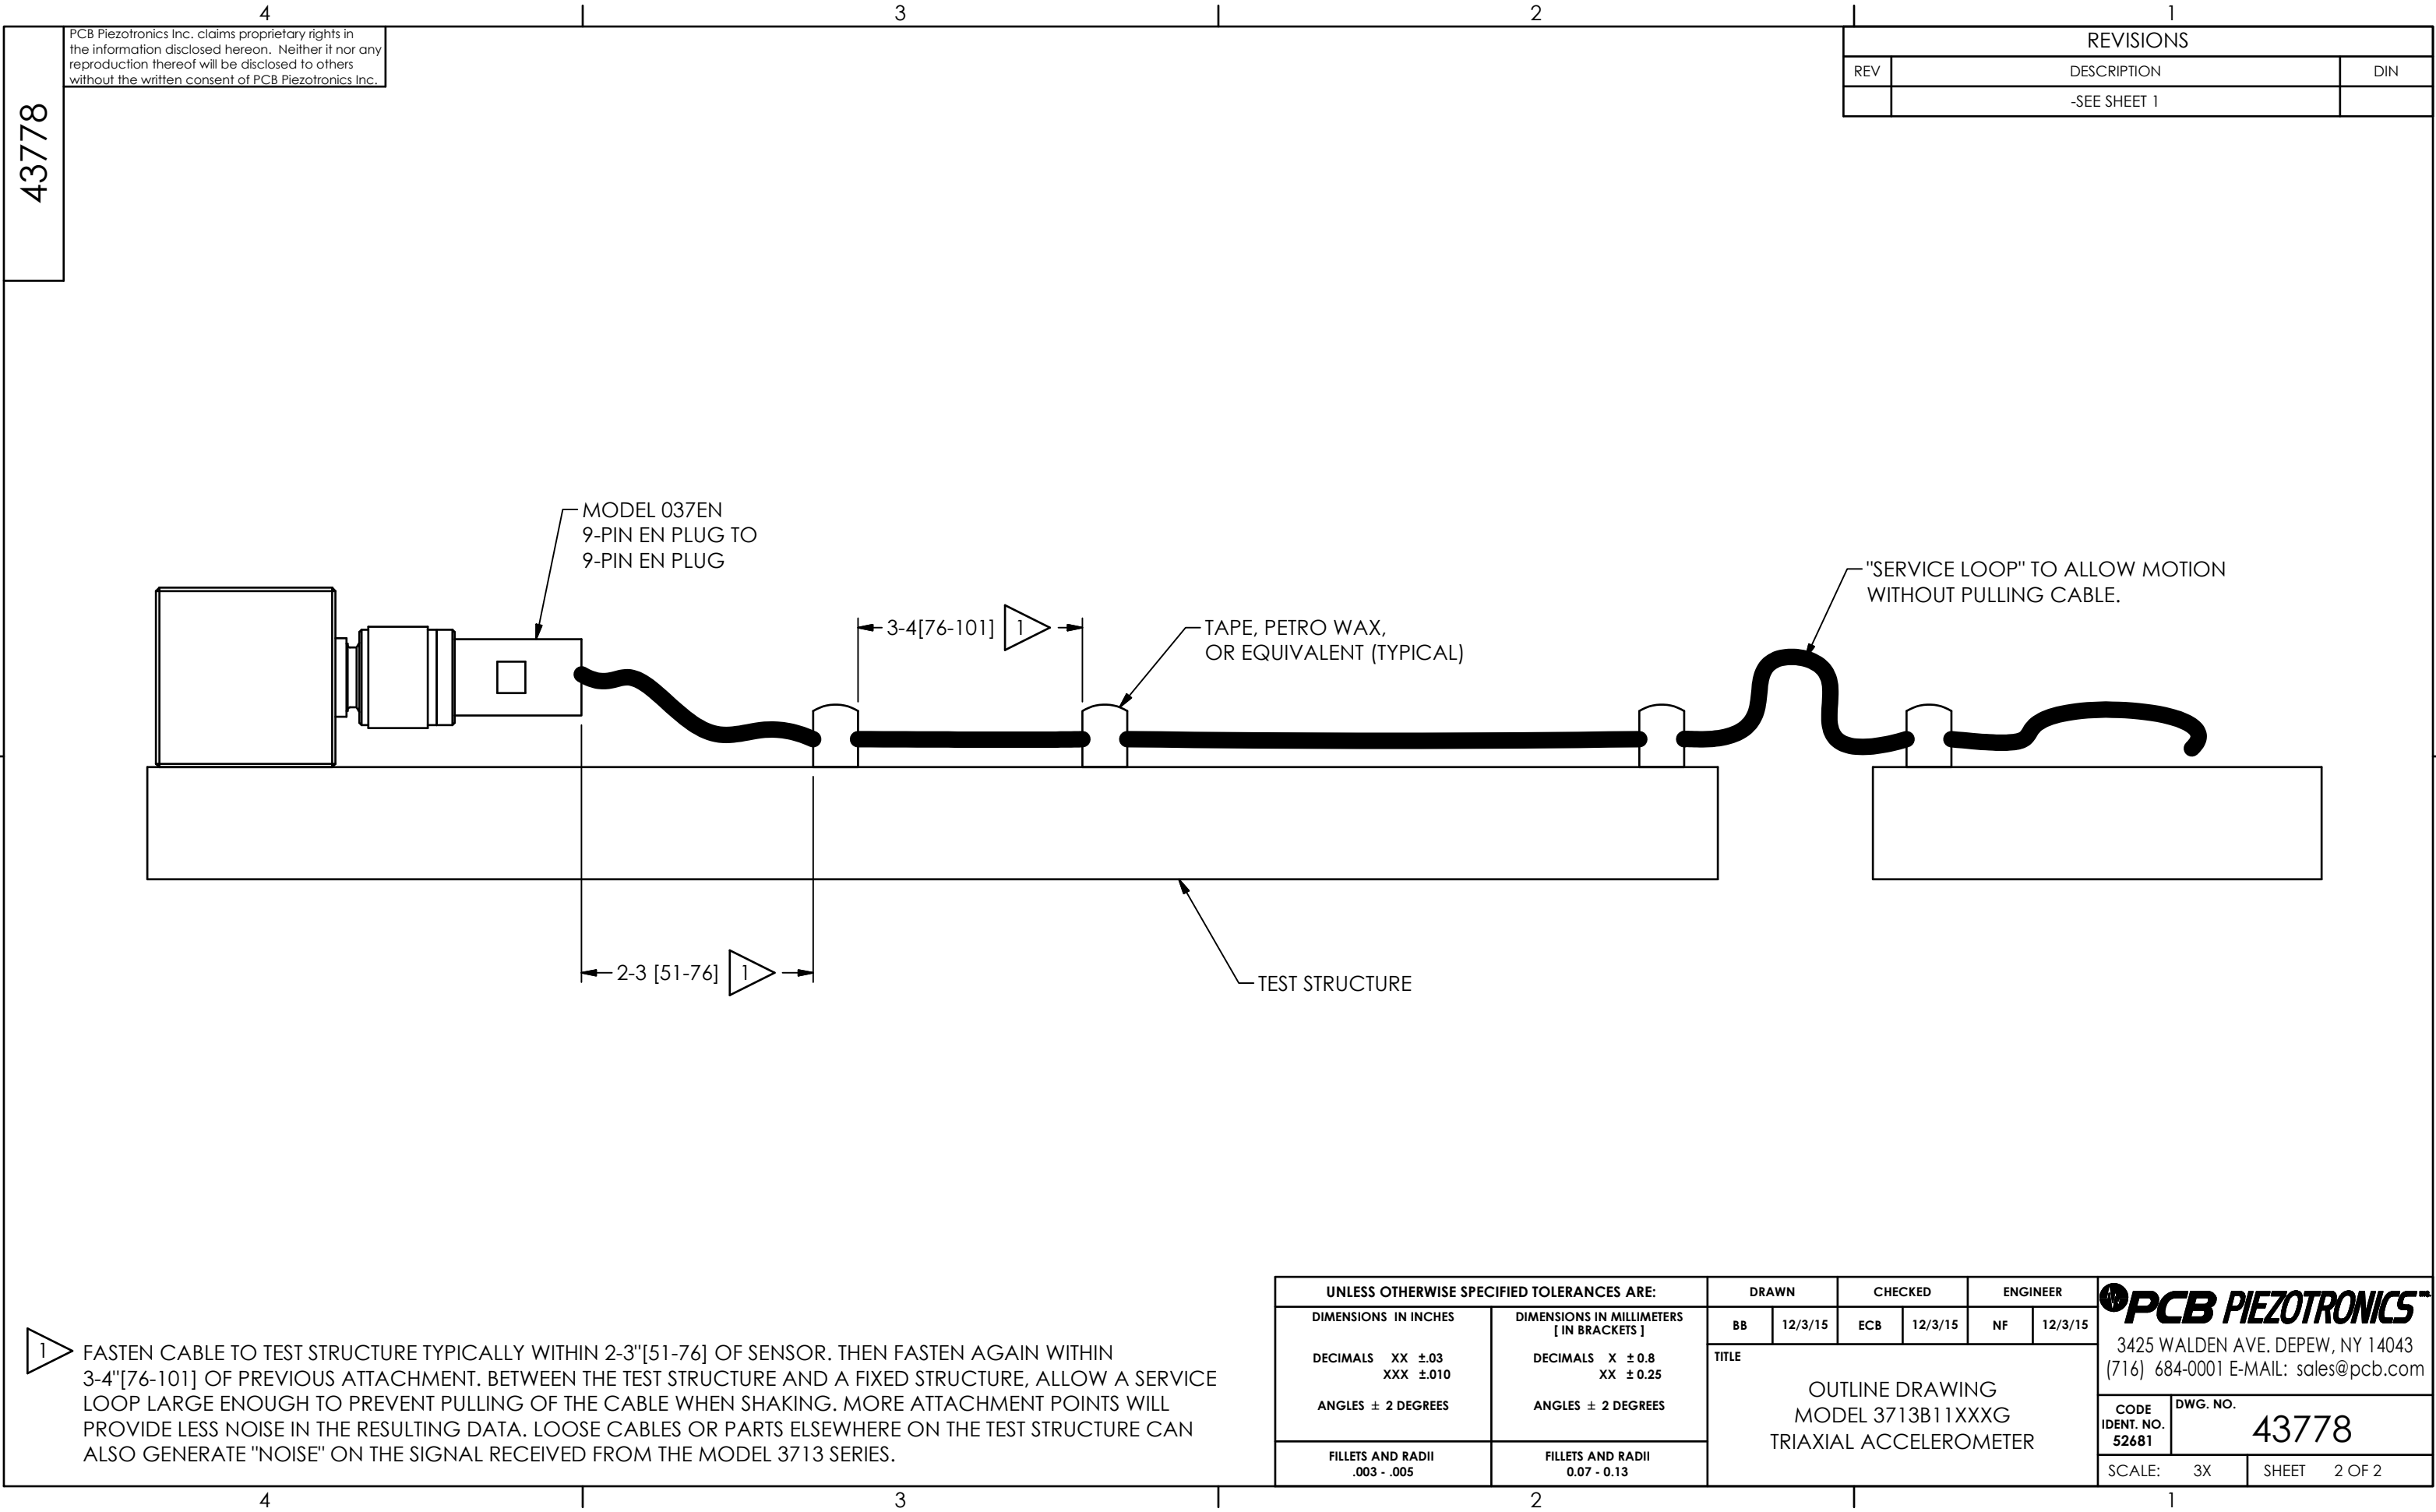 4
3
2
1
PCB Piezotronics Inc. claims proprietary rights in
the information disclosed hereon.  Neither it nor any
reproduction thereof will be disclosed to others
without the written consent of PCB Piezotronics Inc.
43778
REVISIONS
REV
DESCRIPTION
DIN
-SEE SHEET 1
MODEL 037EN
9-PIN EN PLUG TO
9-PIN EN PLUG
3-4[76-101]
1
TAPE, PETRO WAX,
OR EQUIVALENT (TYPICAL)
"SERVICE LOOP" TO ALLOW MOTION
WITHOUT PULLING CABLE.
2-3 [51-76]
1
TEST STRUCTURE
1
FASTEN CABLE TO TEST STRUCTURE TYPICALLY WITHIN 2-3"[51-76] OF SENSOR. THEN FASTEN AGAIN WITHIN
3-4"[76-101] OF PREVIOUS ATTACHMENT. BETWEEN THE TEST STRUCTURE AND A FIXED STRUCTURE, ALLOW A SERVICE
LOOP LARGE ENOUGH TO PREVENT PULLING OF THE CABLE WHEN SHAKING. MORE ATTACHMENT POINTS WILL
PROVIDE LESS NOISE IN THE RESULTING DATA. LOOSE CABLES OR PARTS ELSEWHERE ON THE TEST STRUCTURE CAN
ALSO GENERATE "NOISE" ON THE SIGNAL RECEIVED FROM THE MODEL 3713 SERIES.
UNLESS OTHERWISE SPECIFIED TOLERANCES ARE:
DIMENSIONS  IN INCHES
DECIMALS   XX  ±.03
XXX  ±.010
ANGLES  ± 2 DEGREES
FILLETS AND RADII
.003 - .005
DIMENSIONS IN MILLIMETERS
[ IN BRACKETS ]
DECIMALS   X   ± 0.8
XX   ± 0.25
ANGLES  ± 2 DEGREES
FILLETS AND RADII
0.07 - 0.13
DRAWN
CHECKED
ENGINEER
BB
12/3/15
ECB
12/3/15
NF
12/3/15
TITLE
OUTLINE DRAWING
MODEL 3713B11XXXG
TRIAXIAL ACCELEROMETER
PCB PIEZOTRONICS
3425 WALDEN AVE. DEPEW, NY 14043
(716)  684-0001 E-MAIL:  sales@pcb.com
CODE
IDENT. NO.
52681
DWG. NO.
43778
SCALE:
3X
SHEET
2 OF 2
4
3
2
1